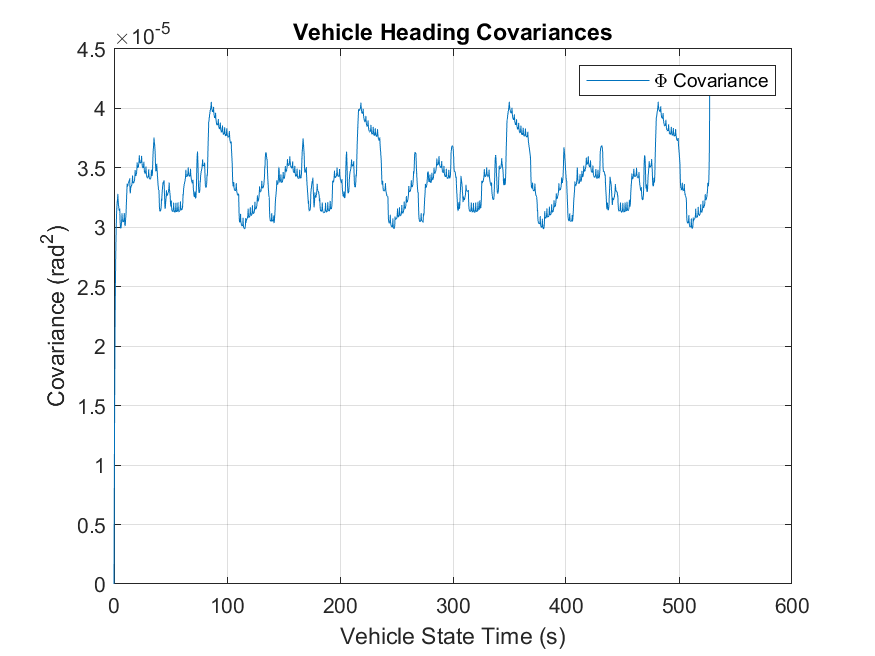 Vehicle Heading Covariances
×10⁻⁵
Φ Covariance
4.5
4
3.5
3
2.5
2
1.5
1
0.5
0
Covariance (rad²)
0 100 200 300 400 500 600
Vehicle State Time (s)